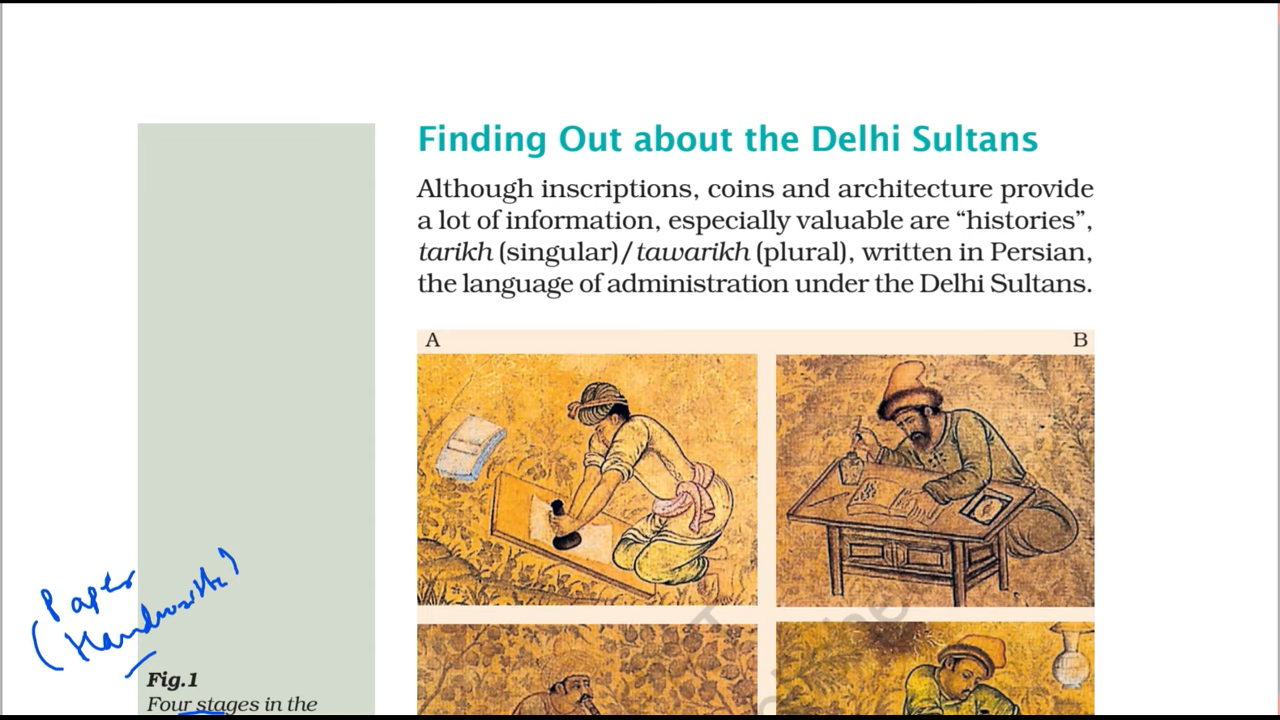 Finding Out about the Delhi Sultans
Although inscriptions, coins and architecture provide
a lot of information, especially valuable are “histories”,
tarikh (singular)/tawarikh (plural), written in Persian,
the language of administration under the Delhi Sultans.
A
B
Paper
Fig.1
Four stages in the